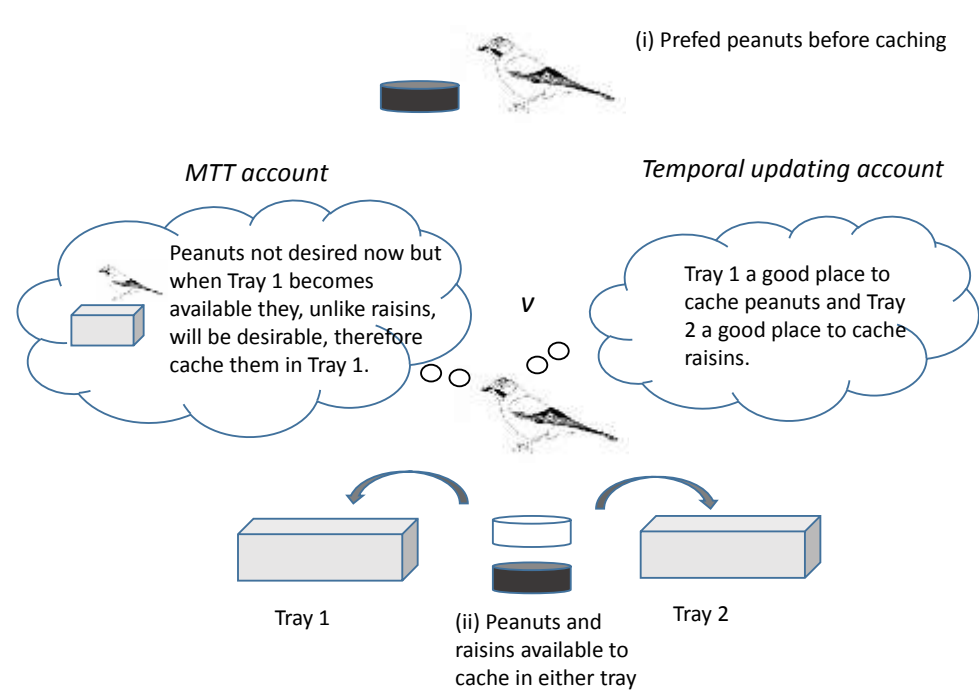 (i) Prefed peanuts before caching
MTT account
Temporal updating account
Peanuts not desired now but
when Tray 1 becomes
available they, unlike raisins,
will be desirable, therefore
cache them in Tray 1.
v
Tray 1 a good place to
cache peanuts and Tray
2 a good place to cache
raisins.
Tray 1
(ii) Peanuts and
raisins available to
cache in either tray
Tray 2